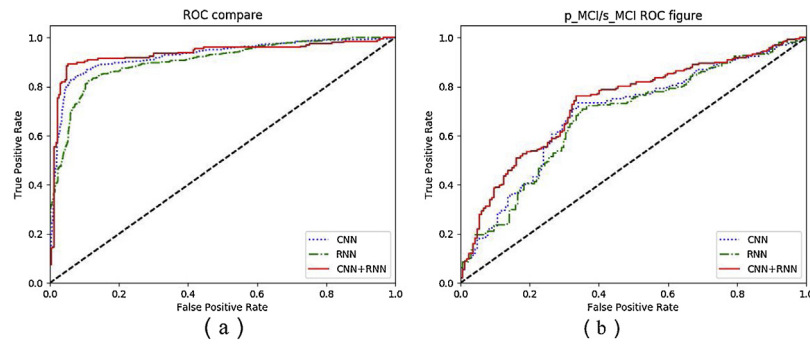 ROC compare
True Positive Rate
1.0
0.8
0.6
0.4
0.2
0.0
0.0 0.2 0.4 0.6 0.8 1.0
CNN
RNN
CNN+RNN
False Positive Rate
( a )
p_MCI/s_MCI ROC figure
True Positive Rate
1.0
0.8
0.6
0.4
0.2
0.0
0.0 0.2 0.4 0.6 0.8 1.0
CNN
RNN
CNN+RNN
False Positive Rate
( b )